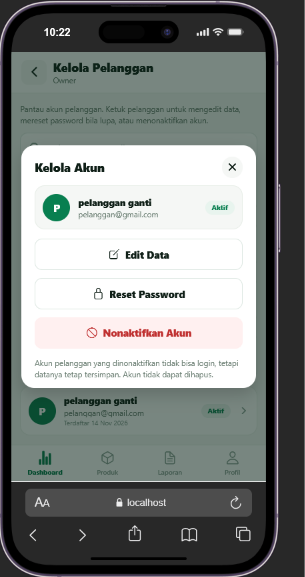 10:22
Kelola Pelanggan
Owner
Pantau akun pelanggan. Ketuk pelanggan untuk mengedit data,
mereset password bila lupa, atau menonaktifkan akun.
Kelola Akun
P
pelanggan ganti
pelanggan@gmail.com
Aktif
Edit Data
Reset Password
Nonaktifkan Akun
Akun pelanggan yang dinonaktifkan tidak bisa login, tetapi
datanya tetap tersimpan. Akun tidak dapat dihapus.
P
pelanggan ganti
pelanggan@gmail.com
Aktif
Terdaftar 14 Nov
Dashboard
Produk
Laporan
Profil
AA
localhost